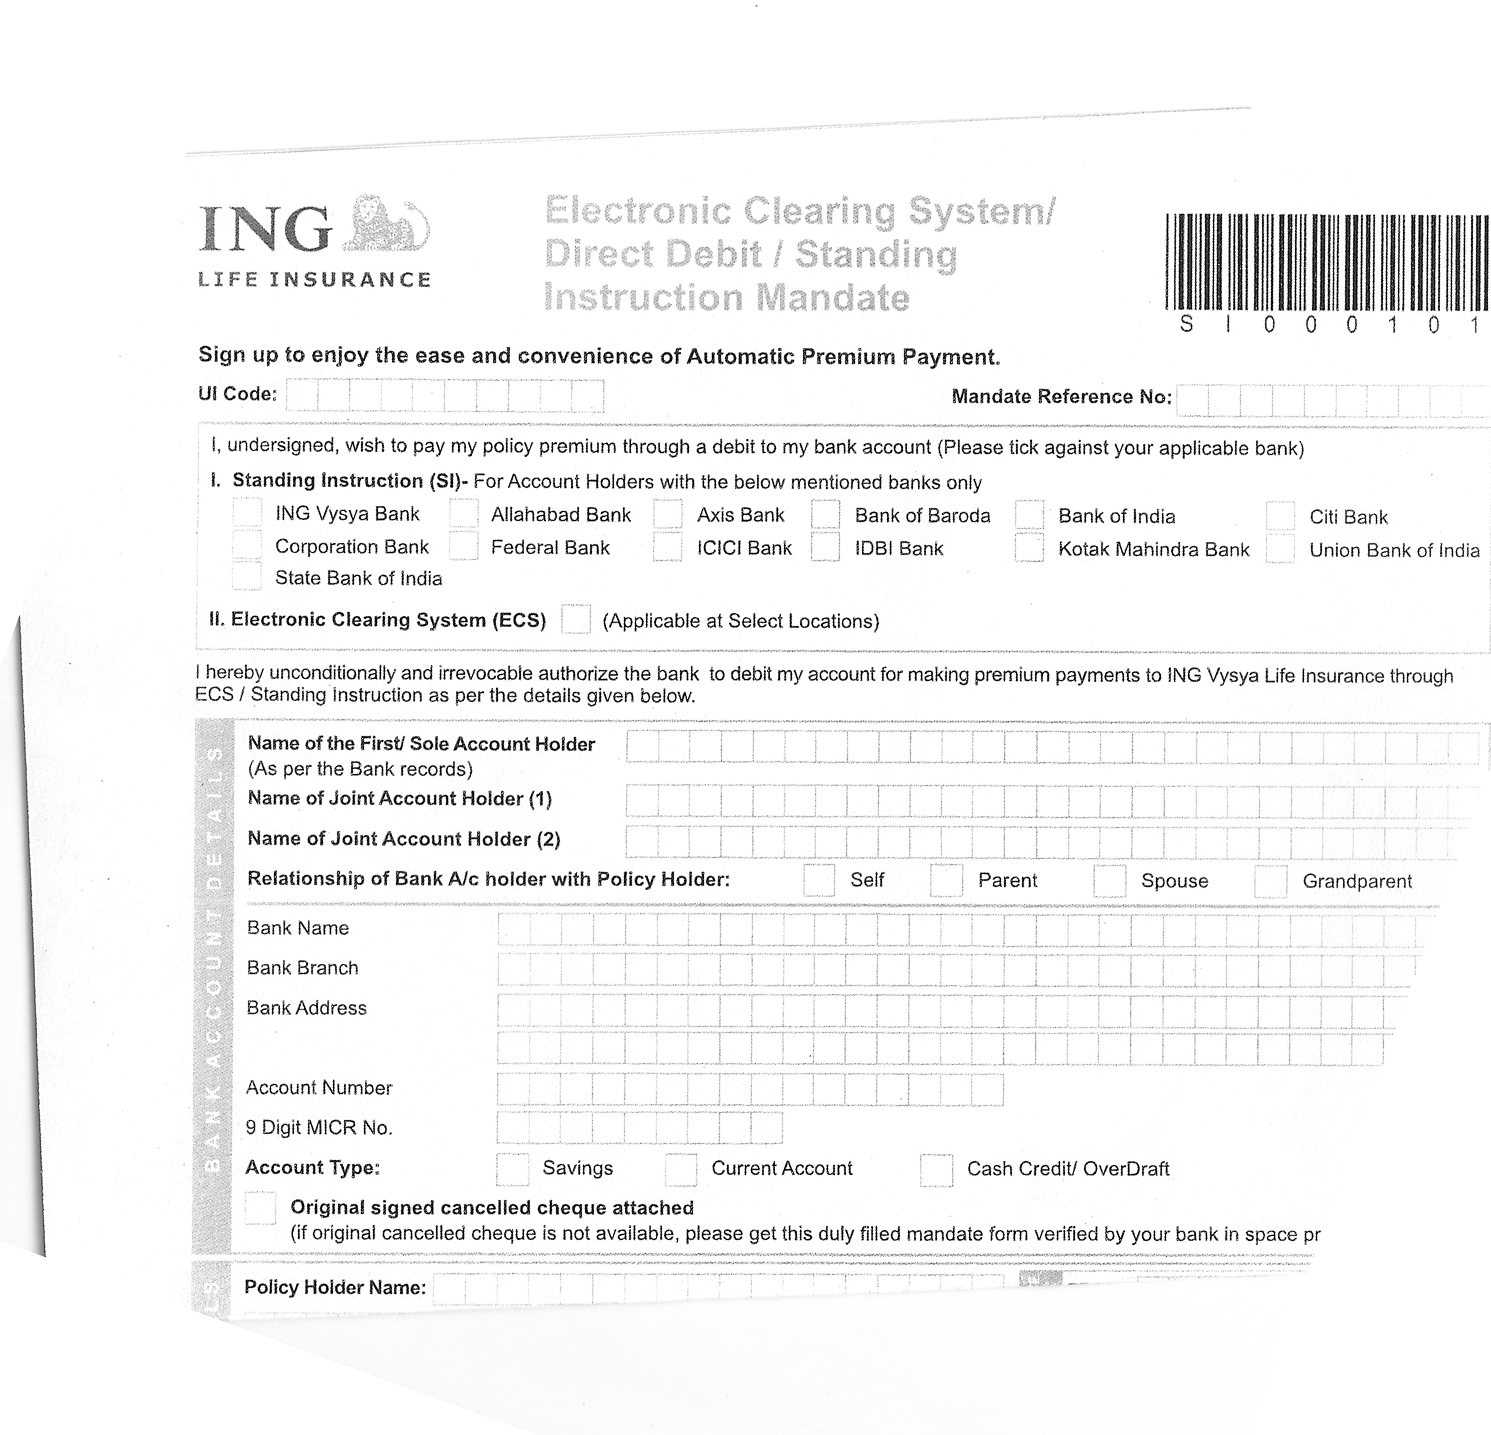 ING
LIFE INSURANCE
Electronic Clearing System/
Direct Debit / Standing
Instruction Mandate
S I 0 0 0 1 0 1
Sign up to enjoy the ease and convenience of Automatic Premium Payment.
UI Code: Mandate Reference No:
I, undersigned, wish to pay my policy premium through a debit to my bank account (Please tick against your applicable bank)
I. Standing Instruction (SI)- For Account Holders with the below mentioned banks only
ING Vysya Bank Allahabad Bank Axis Bank Bank of Baroda Bank of India Citi Bank
Corporation Bank Federal Bank ICICI Bank IDBI Bank Kotak Mahindra Bank Union Bank of India
State Bank of India
II. Electronic Clearing System (ECS) (Applicable at Select Locations)
I hereby unconditionally and irrevocable authorize the bank to debit my account for making premium payments to ING Vysya Life Insurance through
ECS / Standing Instruction as per the details given below.
BANK ACCOUNT DETAILS
Name of the First/ Sole Account Holder
(As per the Bank records)
Name of Joint Account Holder (1)
Name of Joint Account Holder (2)
Relationship of Bank A/c holder with Policy Holder: Self Parent Spouse Grandparent
Bank Name
Bank Branch
Bank Address
Account Number
9 Digit MICR No.
Account Type: Savings Current Account Cash Credit/ OverDraft
Original signed cancelled cheque attached
(if original cancelled cheque is not available, please get this duly filled mandate form verified by your bank in space pr
Policy Holder Name: